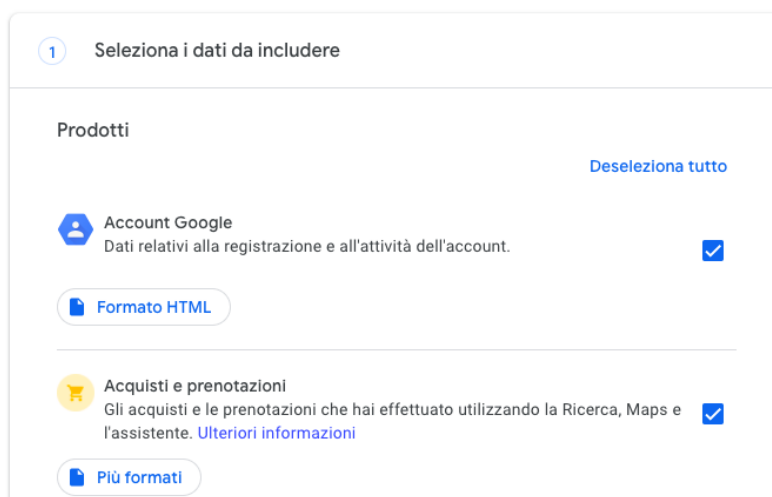 1 Seleziona i dati da includere
Prodotti
Deseleziona tutto
Account Google
Dati relativi alla registrazione e all'attività dell'account.
Formato HTML
Acquisti e prenotazioni
Gli acquisti e le prenotazioni che hai effettuato utilizzando la Ricerca, Maps e
l'assistente. Ulteriori informazioni
Più formati